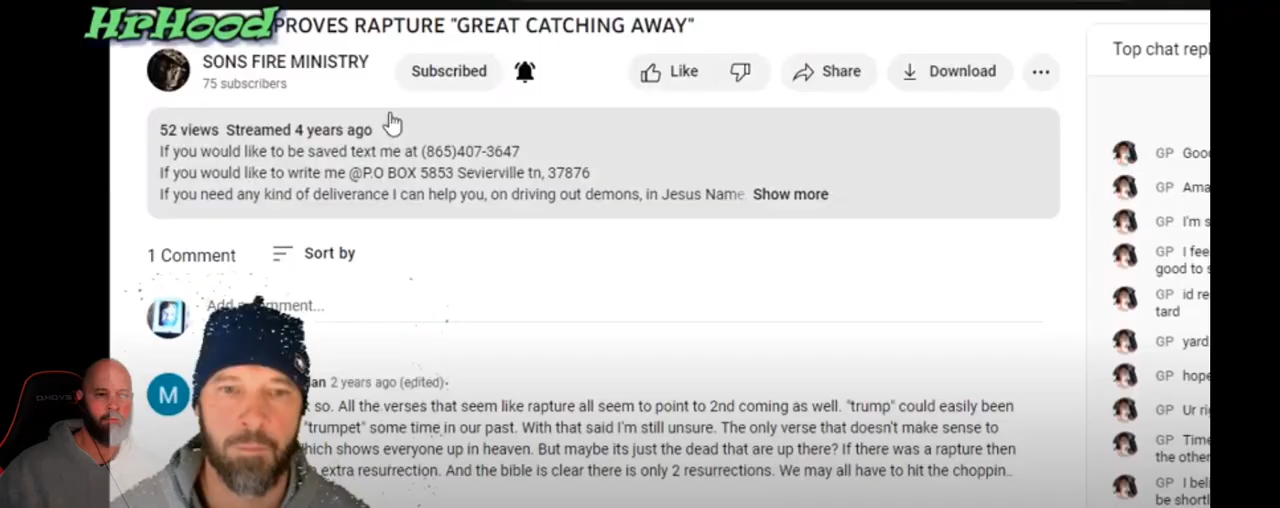 HrHood
PROVES RAPTURE "GREAT CATCHING AWAY"
SONS FIRE MINISTRY
75 subscribers
Subscribed
Like
Share
Download
52 views Streamed 4 years ago
If you would like to be saved text me at (865)407-3647
If you would like to write me @P.O BOX 5853 Sevierville tn, 37876
If you need any kind of deliverance I can help you, on driving out demons, in Jesus Name Show more
1 Comment
Sort by
Add a comment...
M
an 2 years ago (edited)
so. All the verses that seem like rapture all seem to point to 2nd coming as well. "trump" could easily been
"trumpet" some time in our past. With that said I'm still unsure. The only verse that doesn't make sense to
hich shows everyone up in heaven. But maybe its just the dead that are up there? If there was a rapture then
extra resurrection. And the bible is clear there is only 2 resurrections. We may all have to hit the choppin..
Top chat repl
GP Goo
GP Ama
GP I'm s
GP I fee
good to s
GP id re
tard
GP yard
GP hope
GP Ur ri
GP Time
the other
GP I beli
be shortl